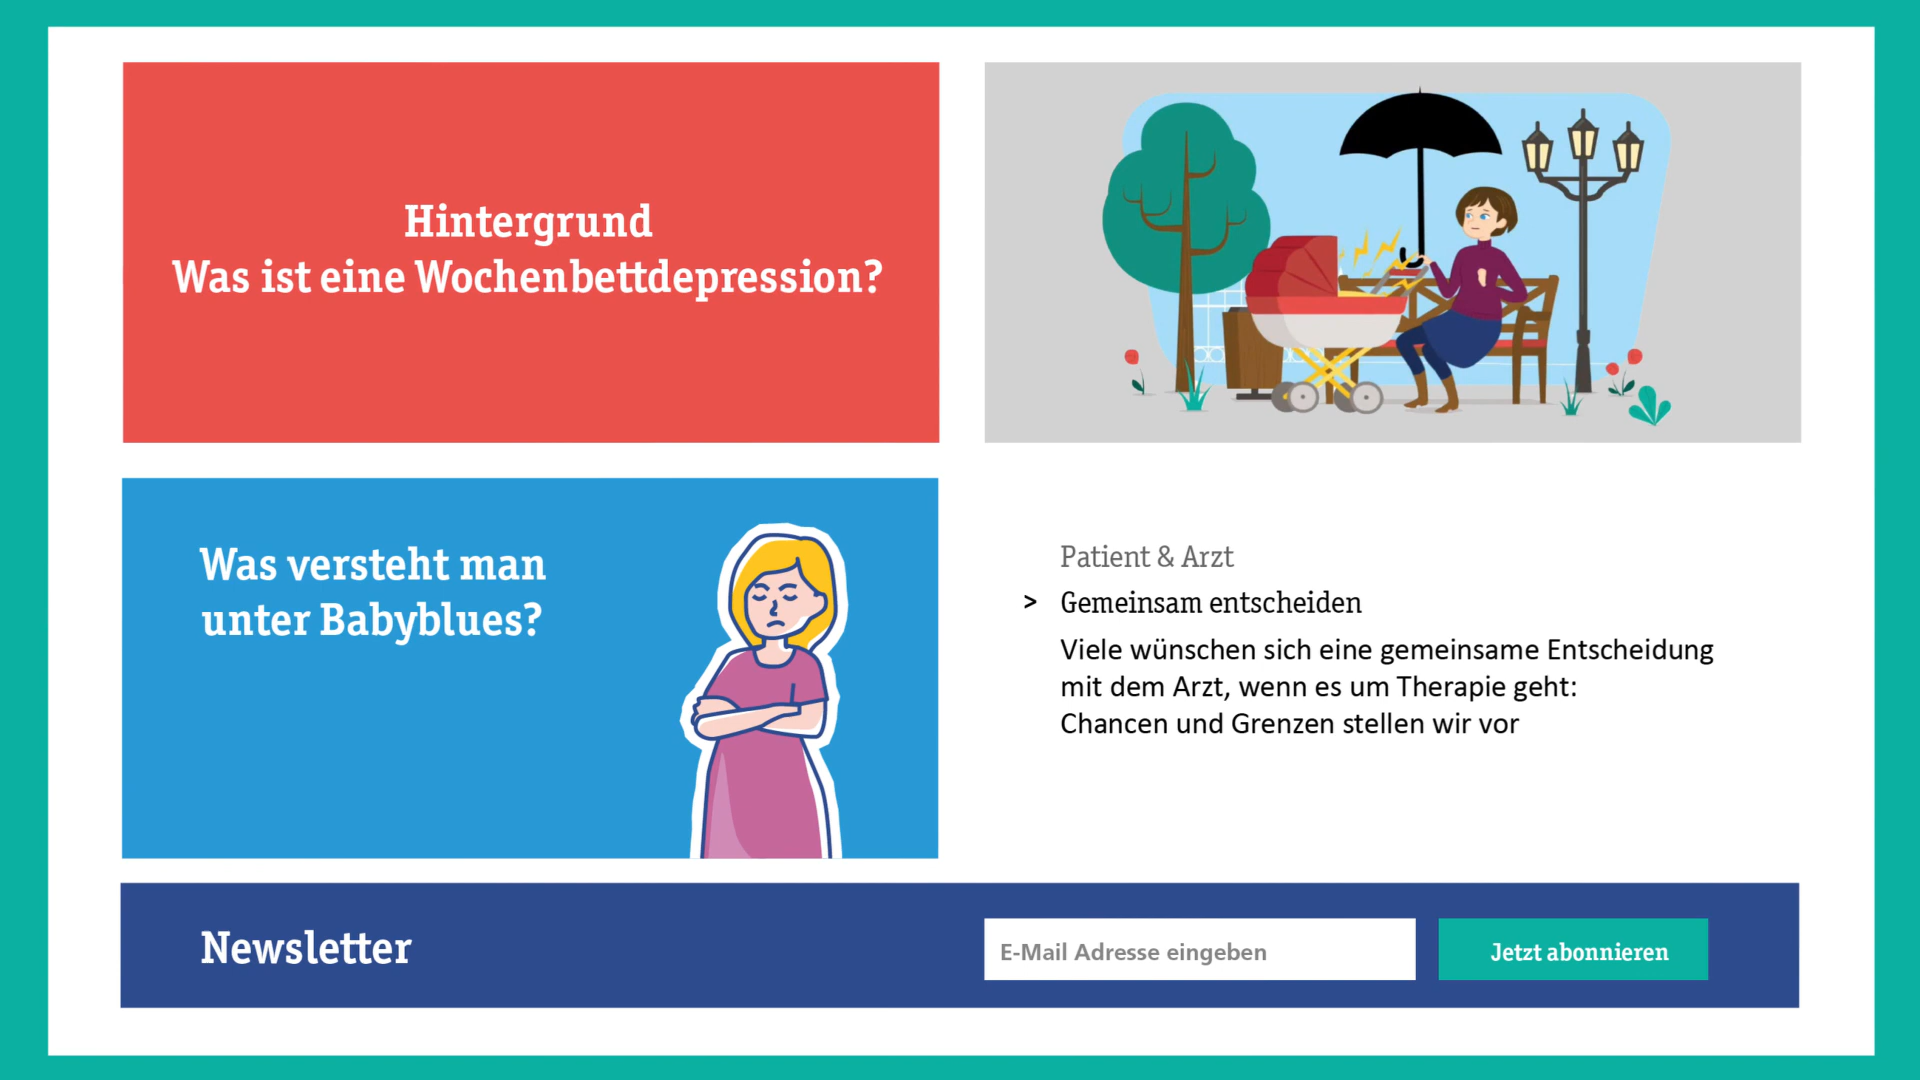 Hintergrund
Was ist eine Wochenbettdepression?
Was versteht man
unter Babyblues?
Patient & Arzt
> Gemeinsam entscheiden
Viele wünschen sich eine gemeinsame Entscheidung
mit dem Arzt, wenn es um Therapie geht:
Chancen und Grenzen stellen wir vor
Newsletter
E-Mail Adresse eingeben
Jetzt abonnieren